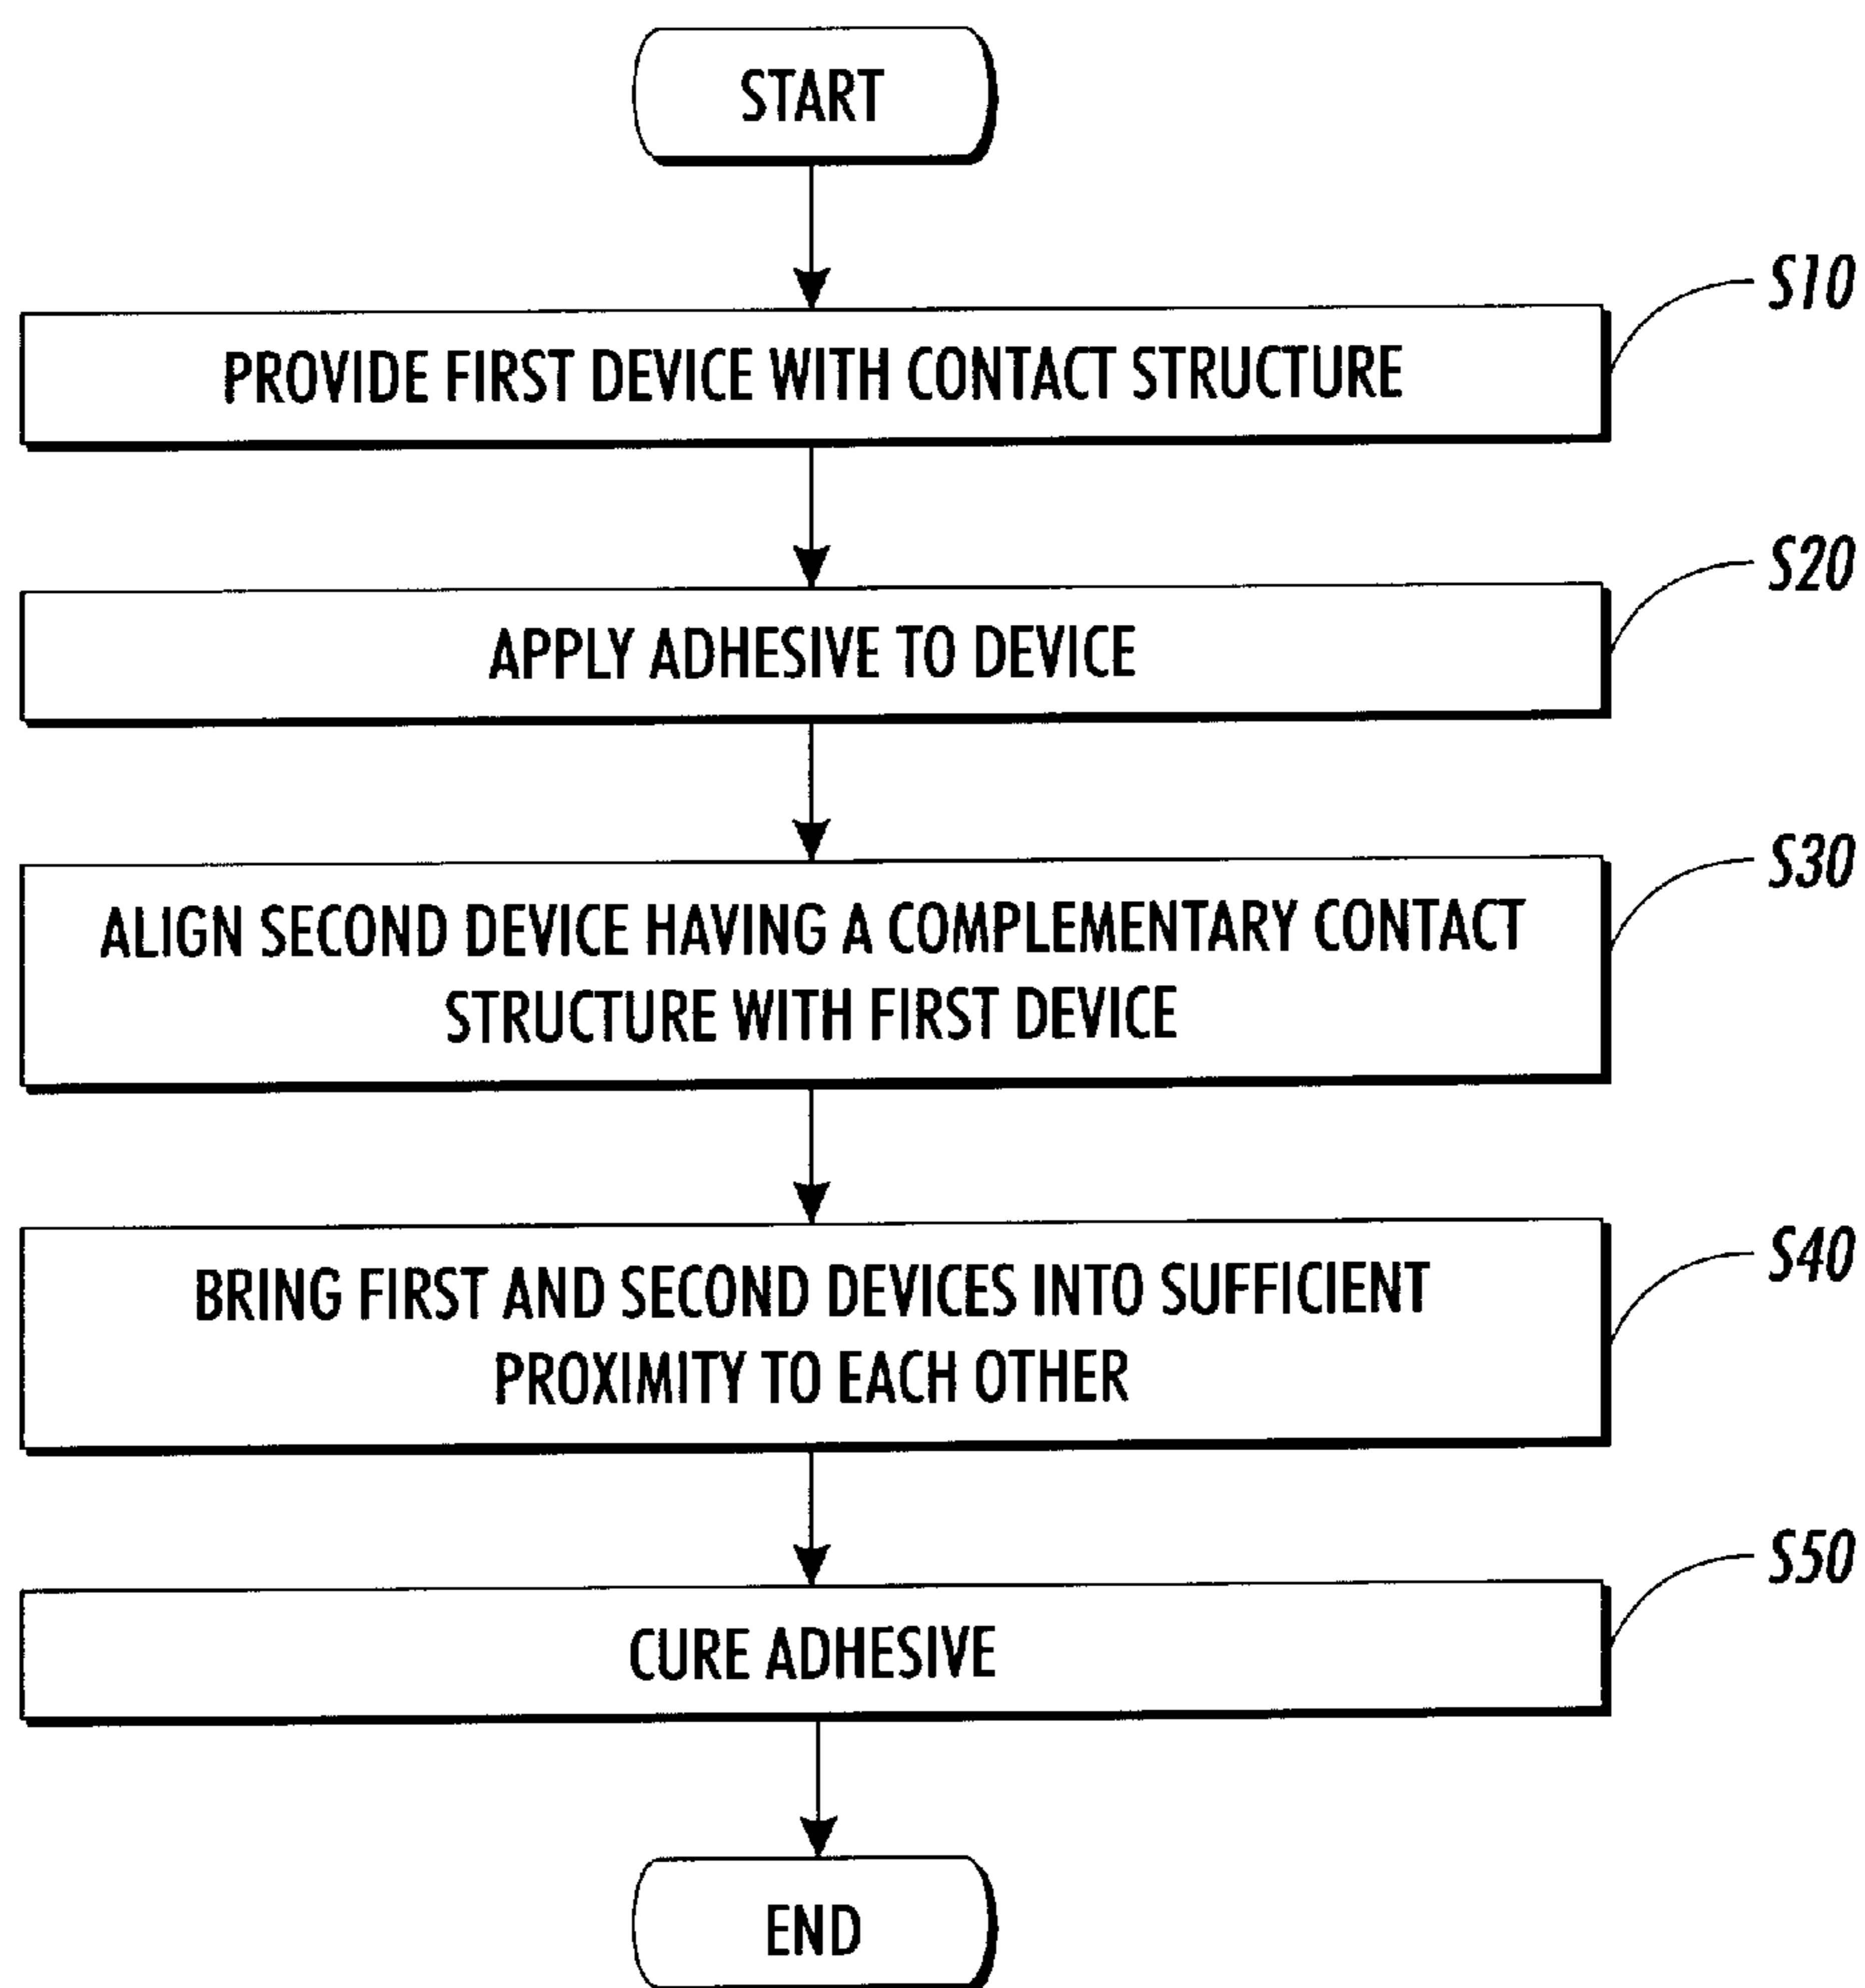 START
S10
PROVIDE FIRST DEVICE WITH CONTACT STRUCTURE
S20
APPLY ADHESIVE TO DEVICE
S30
ALIGN SECOND DEVICE HAVING A COMPLEMENTARY CONTACT
STRUCTURE WITH FIRST DEVICE
S40
BRING FIRST AND SECOND DEVICES INTO SUFFICIENT
PROXIMITY TO EACH OTHER
S50
CURE ADHESIVE
END